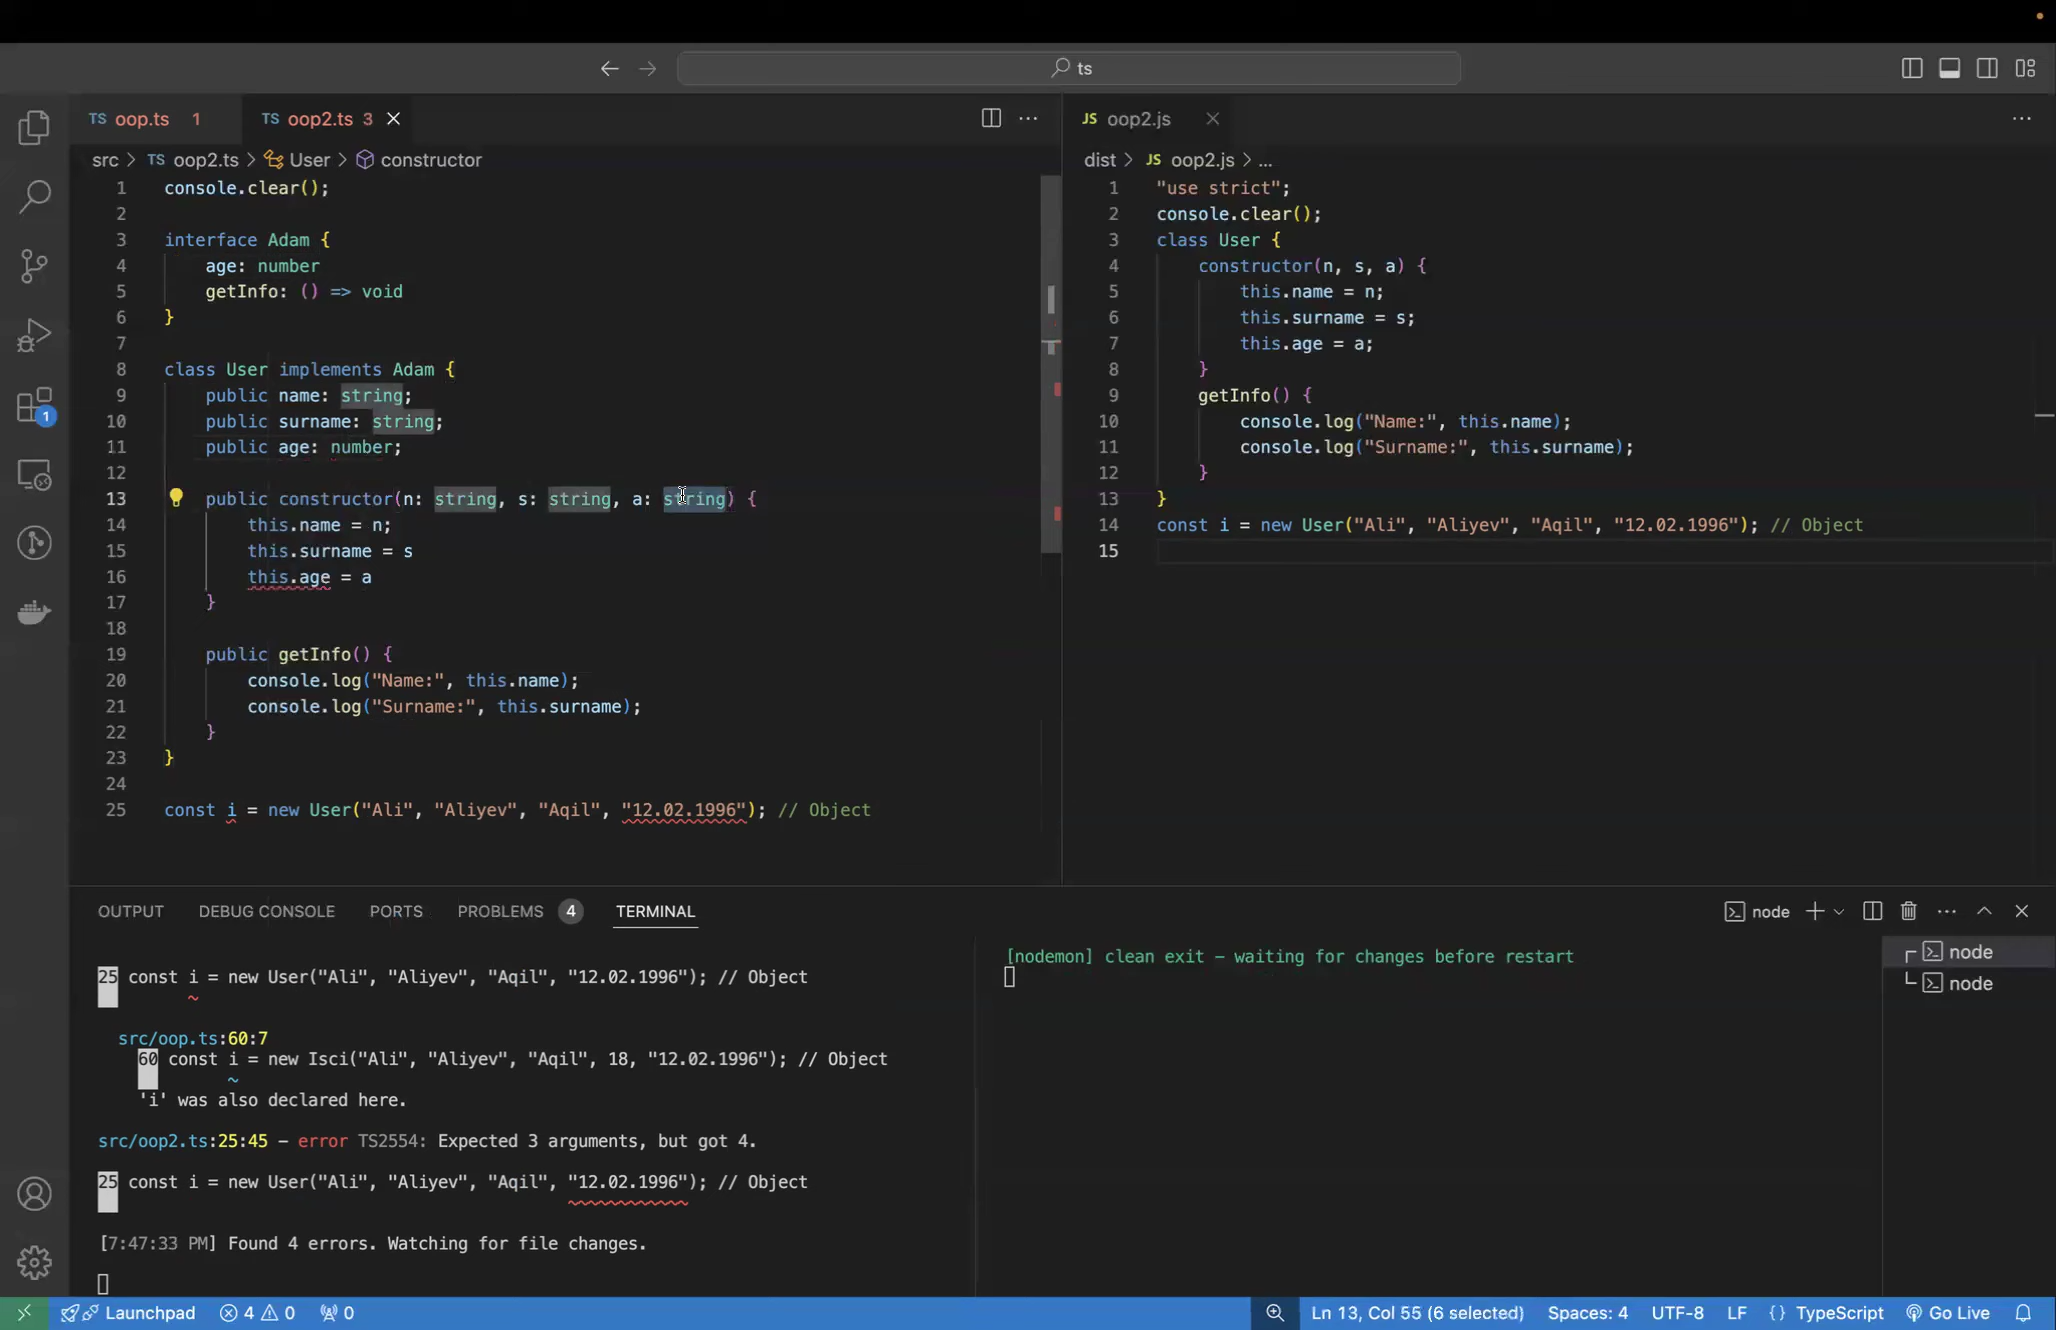 ts
TS oop.ts 1
TS oop2.ts 3
src > TS oop2.ts > User > constructor
1 console.clear();
2
3 interface Adam {
4 age: number
5 getInfo: () => void
6 }
7
8 class User implements Adam {
9 public name: string;
10 public surname: string;
11 public age: number;
12
13 public constructor(n: string, s: string, a: string) {
14 this.name = n;
15 this.surname = s
16 this.age = a
17 }
18
19 public getInfo() {
20 console.log("Name:", this.name);
21 console.log("Surname:", this.surname);
22 }
23 }
24
25 const i = new User("Ali", "Aliyev", "Aqil", "12.02.1996"); // Object
JS oop2.js
dist > JS oop2.js > ...
1 "use strict";
2 console.clear();
3 class User {
4 constructor(n, s, a) {
5 this.name = n;
6 this.surname = s;
7 this.age = a;
8 }
9 getInfo() {
10 console.log("Name:", this.name);
11 console.log("Surname:", this.surname);
12 }
13 }
14 const i = new User("Ali", "Aliyev", "Aqil", "12.02.1996"); // Object
15
1
OUTPUT DEBUG CONSOLE PORTS PROBLEMS 4 TERMINAL
node
25 const i = new User("Ali", "Aliyev", "Aqil", "12.02.1996"); // Object
~
src/oop.ts:60:7
60 const i = new Isci("Ali", "Aliyev", "Aqil", 18, "12.02.1996"); // Object
~
'i' was also declared here.
src/oop2.ts:25:45 - error TS2554: Expected 3 arguments, but got 4.
25 const i = new User("Ali", "Aliyev", "Aqil", "12.02.1996"); // Object
~~~~~~~~~~~~
[7:47:33 PM] Found 4 errors. Watching for file changes.
[nodemon] clean exit - waiting for changes before restart
node
node
Launchpad 4 0 0
Ln 13, Col 55 (6 selected) Spaces: 4 UTF-8 LF {} TypeScript Go Live